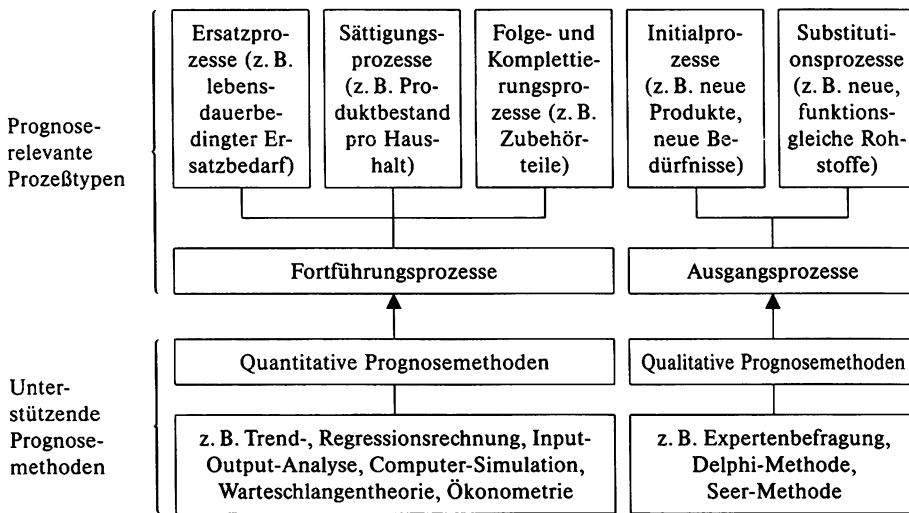 Prognose-
relevante
Prozeßtypen
Ersatzpro-
zesse (z. B.
lebens-
dauerbe-
dingter Er-
satzbedarf)
Sättigungs-
prozesse
(z. B. Pro-
duktbestand
pro Haus-
halt)
Folge- und
Komplettie-
rungspro-
zesse (z. B.
Zubehör-
teile)
Initialpro-
zesse
(z. B. neue
Produkte,
neue Be-
dürfnisse)
Substituti-
onsprozesse
(z. B. neue,
funktions-
gleiche Roh-
stoffe)
Fortführungsprozesse
Ausgangsprozesse
Unter-
stützende
Prognose-
methoden
Quantitative Prognosemethoden
Qualitative Prognosemethoden
z. B. Trend-, Regressionsrechnung, Input-
Output-Analyse, Computer-Simulation,
Warteschlangentheorie, Ökonometrie
z. B. Expertenbefragung,
Delphi-Methode,
Seer-Methode